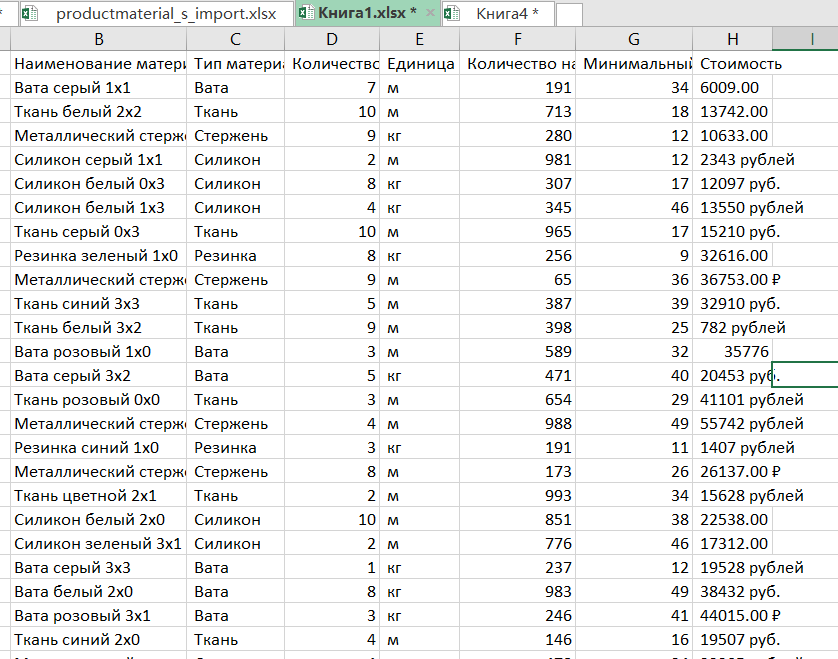 * productmaterial_s_import.xlsx Книга1.xlsx * × Книга4 *
B C D E F G H I
Наименование матери Тип материа Количество Единица Количество на Минимальный Стоимость
Вата серый 1x1 Вата 7 м 191 34 6009.00
Ткань белый 2x2 Ткань 10 м 713 18 13742.00
Металлический стерже Стержень 9 кг 280 12 10633.00
Силикон серый 1x1 Силикон 2 м 981 12 2343 рублей
Силикон белый 0x3 Силикон 8 кг 307 17 12097 руб.
Силикон белый 1x3 Силикон 4 кг 345 46 13550 рублей
Ткань серый 0x3 Ткань 10 м 965 17 15210 руб.
Резинка зеленый 1x0 Резинка 8 кг 256 9 32616.00
Металлический стерже Стержень 9 м 65 36 36753.00 ₽
Ткань синий 3x3 Ткань 5 м 387 39 32910 руб.
Ткань белый 3x2 Ткань 9 м 398 25 782 рублей
Вата розовый 1x0 Вата 3 м 589 32 35776
Вата серый 3x2 Вата 5 кг 471 40 20453 руб.
Ткань розовый 0x0 Ткань 3 м 654 29 41101 рублей
Металлический стерже Стержень 4 м 988 49 55742 рублей
Резинка синий 1x0 Резинка 3 кг 191 11 1407 рублей
Металлический стерже Стержень 8 м 173 26 26137.00 ₽
Ткань цветной 2x1 Ткань 2 м 993 34 15628 рублей
Силикон белый 2x0 Силикон 10 м 851 38 22538.00
Силикон зеленый 3x1 Силикон 2 м 776 46 17312.00
Вата серый 3x3 Вата 1 кг 237 12 19528 рублей
Вата белый 2x0 Вата 8 кг 983 49 38432 руб.
Вата розовый 3x1 Вата 3 кг 246 41 44015.00 ₽
Ткань синий 2x0 Ткань 4 м 146 16 19507 руб.